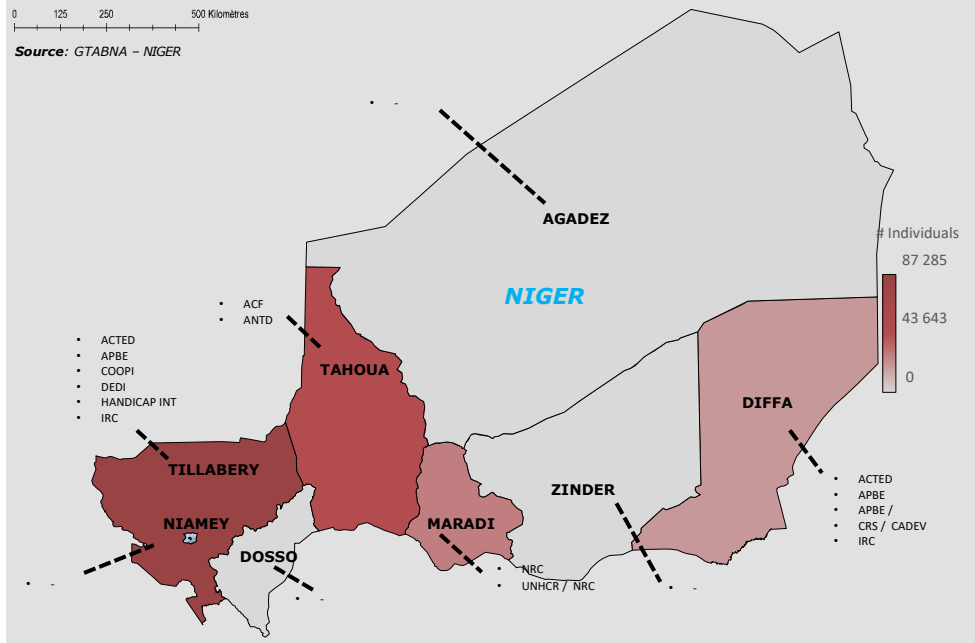 0 125 250 500 Kilomètres
Source: GTABNA – NIGER
• -
AGADEZ
# Individuals
87 285
43 643
0
NIGER
• ACF
• ANTD
TAHOUA
• ACTED
• APBE
• COOPI
• DEDI
• HANDICAP INT
• IRC
DIFFA
TILLABERY
ZINDER
• ACTED
• APBE
• APBE /
• CRS / CADEV
• IRC
NIAMEY
MARADI
DOSSO
• NRC
• UNHCR / NRC
• -
• -
• -